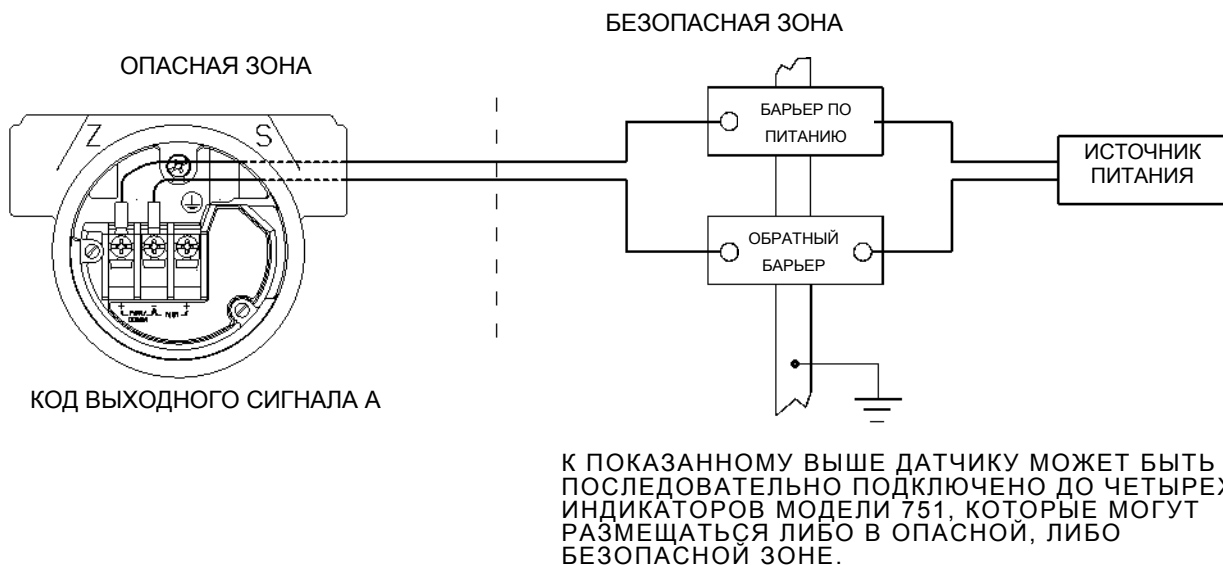 БЕЗОПАСНАЯ ЗОНА
ОПАСНАЯ ЗОНА
Z S
БАРЬЕР ПО
ПИТАНИЮ
ИСТОЧНИК
ПИТАНИЯ
ОБРАТНЫЙ
БАРЬЕР
КОД ВЫХОДНОГО СИГНАЛА А
К ПОКАЗАННОМУ ВЫШЕ ДАТЧИКУ МОЖЕТ БЫТЬ
ПОСЛЕДОВАТЕЛЬНО ПОДКЛЮЧЕНО ДО ЧЕТЫРЕХ
ИНДИКАТОРОВ МОДЕЛИ 751, КОТОРЫЕ МОГУТ
РАЗМЕЩАТЬСЯ ЛИБО В ОПАСНОЙ, ЛИБО
БЕЗОПАСНОЙ ЗОНЕ.